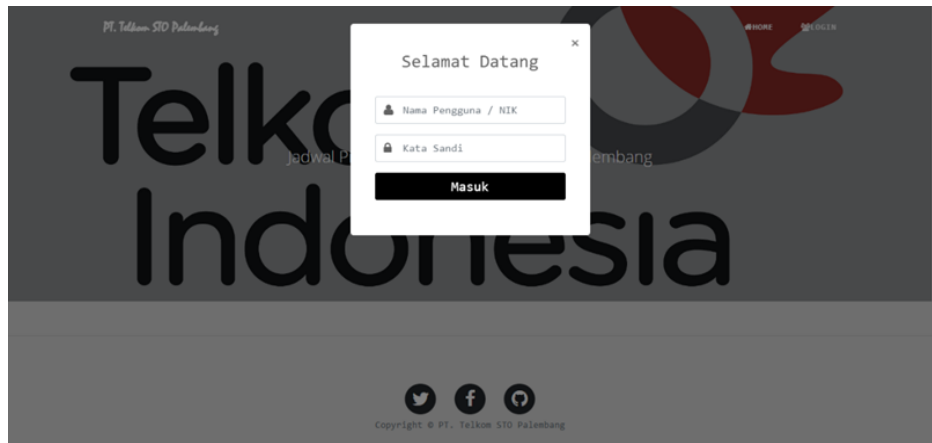 PT. Telkom STO Palembang
HOME LOGIN
×
Selamat Datang
Nama Pengguna / NIK
Kata Sandi
Masuk
Telko
Jadwal P
embang
Indonesia
Copyright © PT. Telkom STO Palembang